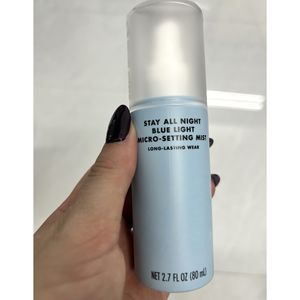 STAY ALL NIGHT
BLUE LIGHT
MICRO-SETTING MIST
LONG-LASTING WEAR
NET 2.7 FL OZ (80 mL)